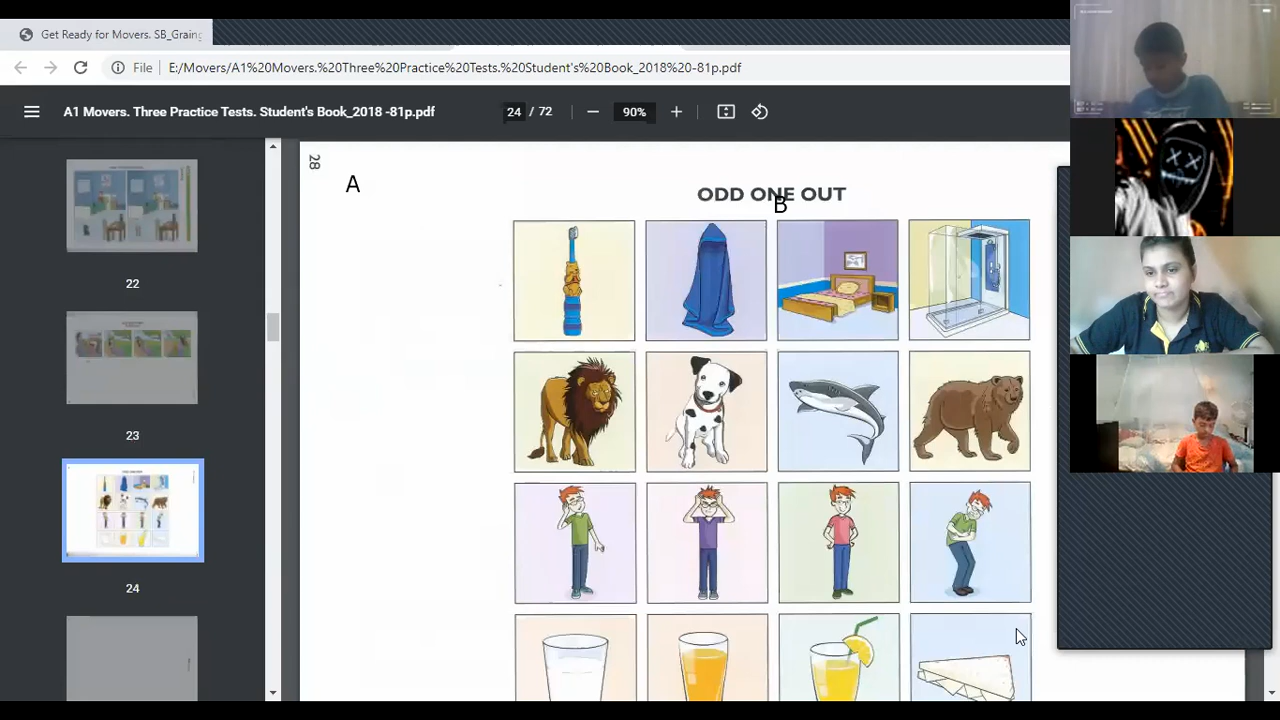 Get Ready for Movers. SB_Graing
File
E:/Movers/A1%20Movers.%20Three%20Practice%20Tests.%20Student's%20Book_2018%20-81p.pdf
A1 Movers. Three Practice Tests. Student's Book_2018 -81p.pdf
24 / 72
90%
28
A
ODD ONE OUT
B
22
23
24